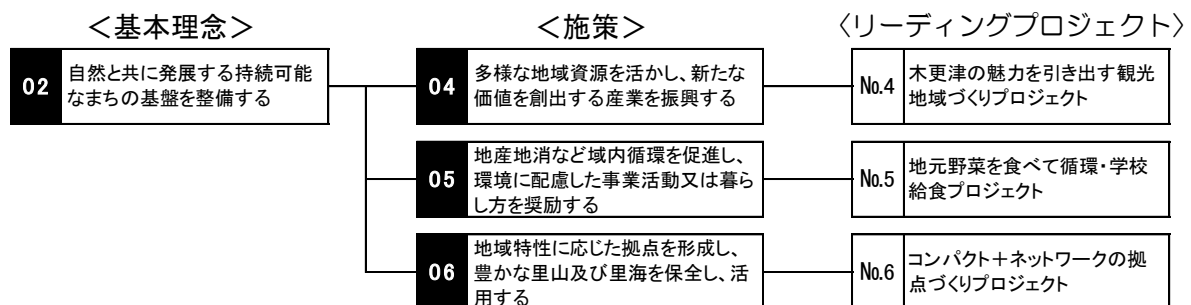 ＜基本理念＞
＜施策＞
〈リーディングプロジェクト〉
02
自然と共に発展する持続可能
なまちの基盤を整備する
04
多様な地域資源を活かし、新たな
価値を創出する産業を振興する
№4
木更津の魅力を引き出す観光
地域づくりプロジェクト
05
地産地消など域内循環を促進し、
環境に配慮した事業活動又は暮ら
し方を奨励する
№5
地元野菜を食べて循環・学校
給食プロジェクト
06
地域特性に応じた拠点を形成し、
豊かな里山及び里海を保全し、活
用する
№6
コンパクト＋ネットワークの拠
点づくりプロジェクト